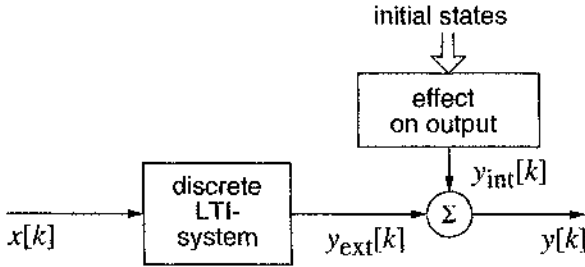 initial states
effect
on output
y_int[k]
discrete
LTI-
system
Σ
x[k]
y_ext[k]
y[k]